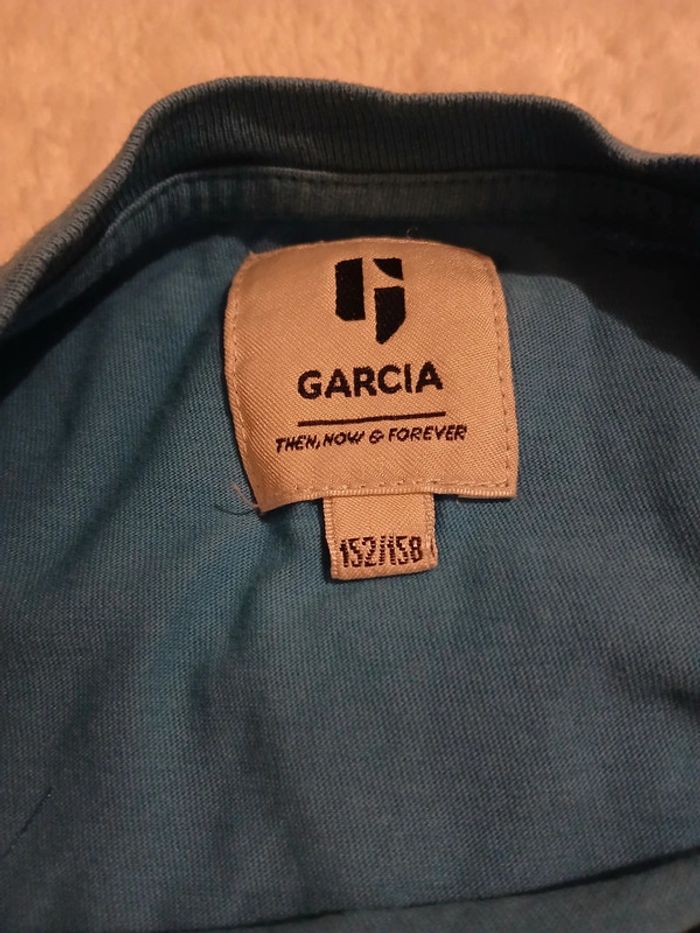 GARCIA
THEN, NOW & FOREVER
152/158